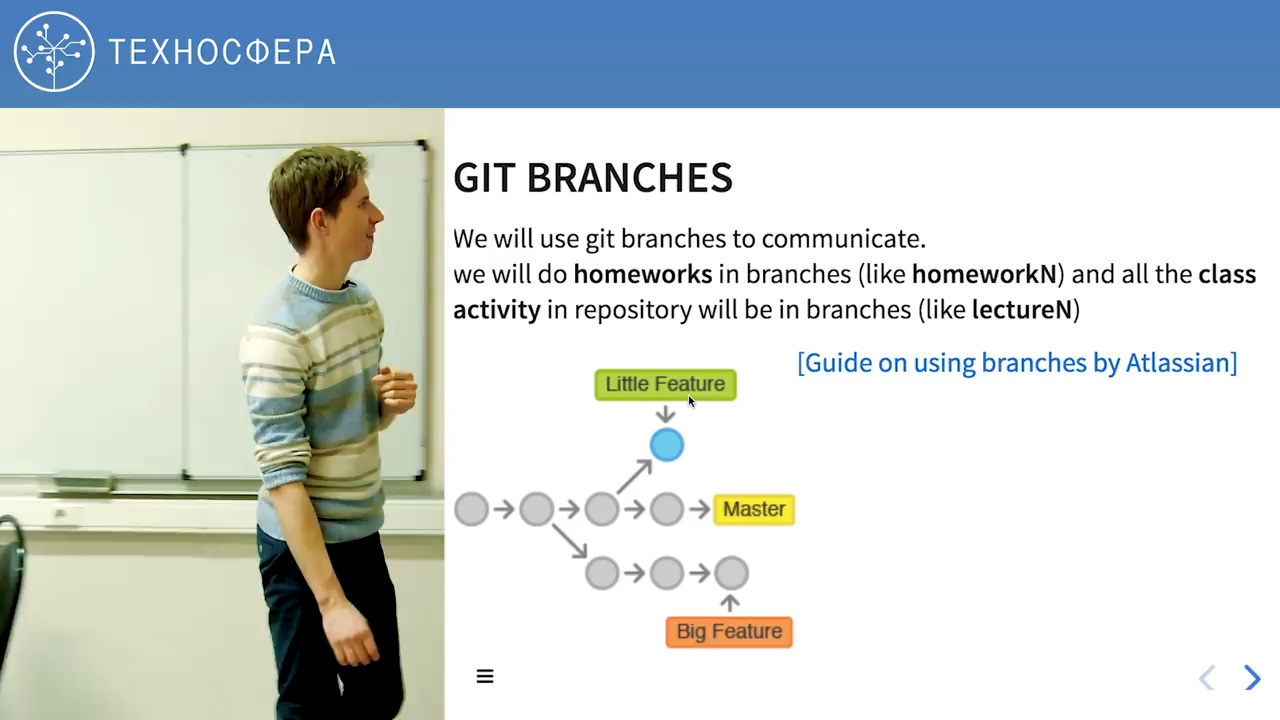 ТЕХНОСФЕРА
GIT BRANCHES
We will use git branches to communicate.
we will do homeworks in branches (like homeworkN) and all the class
activity in repository will be in branches (like lectureN)
[Guide on using branches by Atlassian]
Little Feature
Master
Big Feature